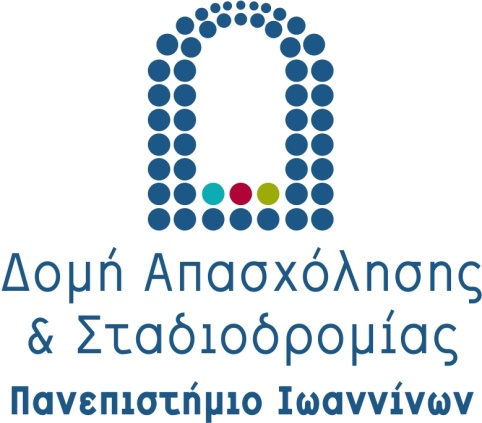 Δομή Απασχόλησης
& Σταδιοδρομίας
Πανεπιστήμιο Ιωαννίνων